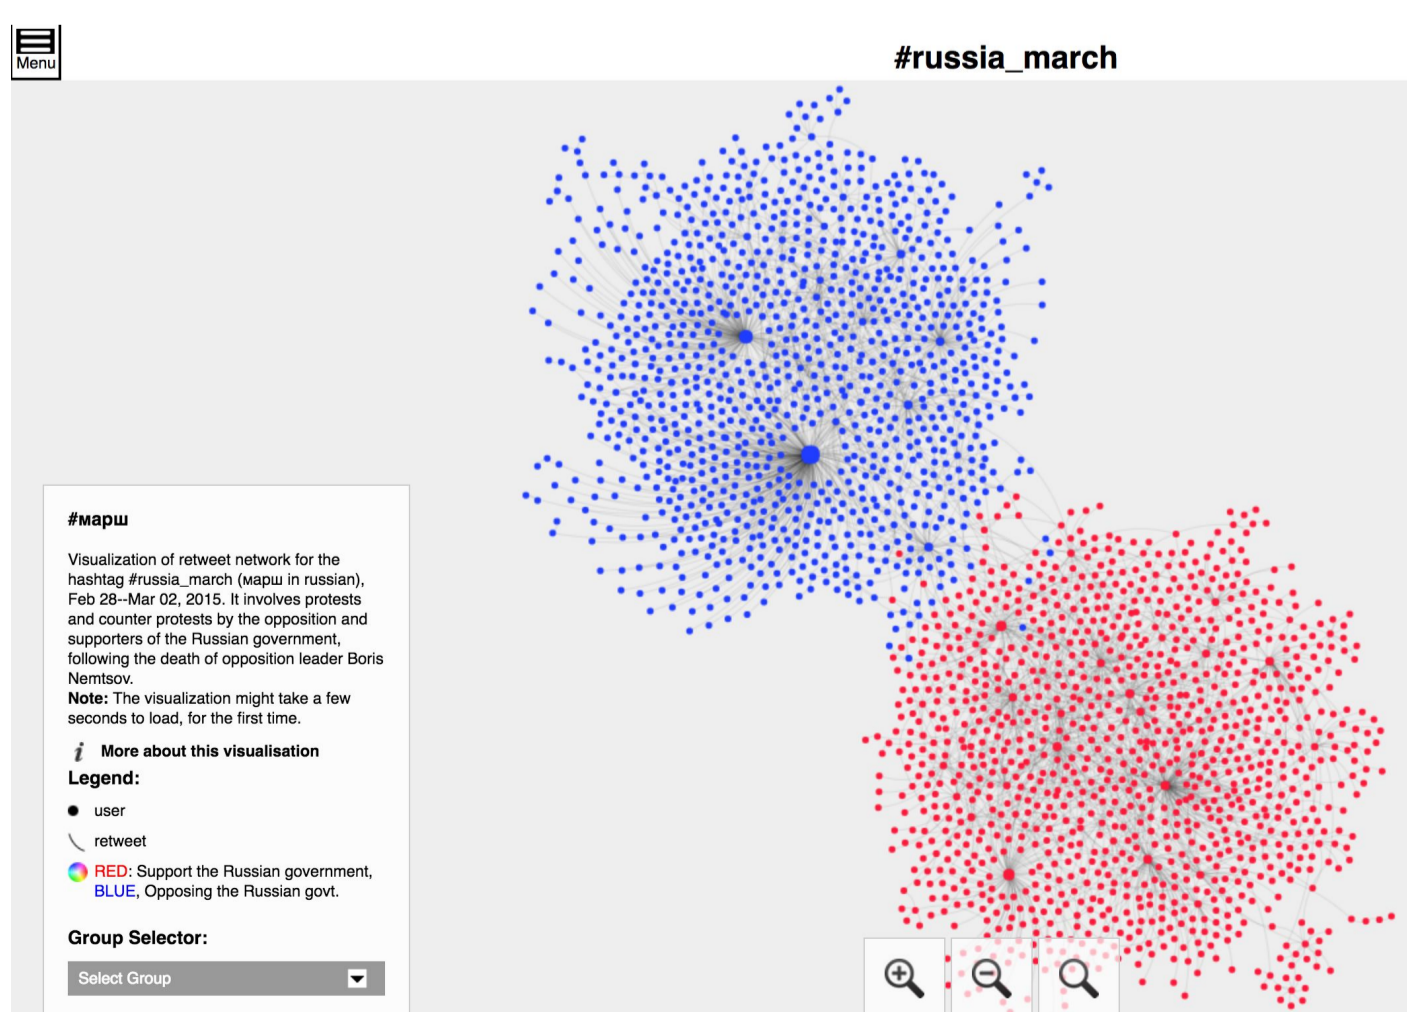 Menu
#russia_march
#марш
Visualization of retweet network for the
hashtag #russia_march (марш in russian),
Feb 28--Mar 02, 2015. It involves protests
and counter protests by the opposition and
supporters of the Russian government,
following the death of opposition leader Boris
Nemtsov.
Note: The visualization might take a few
seconds to load, for the first time.
i More about this visualisation
Legend:
user
retweet
RED: Support the Russian government,
BLUE, Opposing the Russian govt.
Group Selector:
Select Group